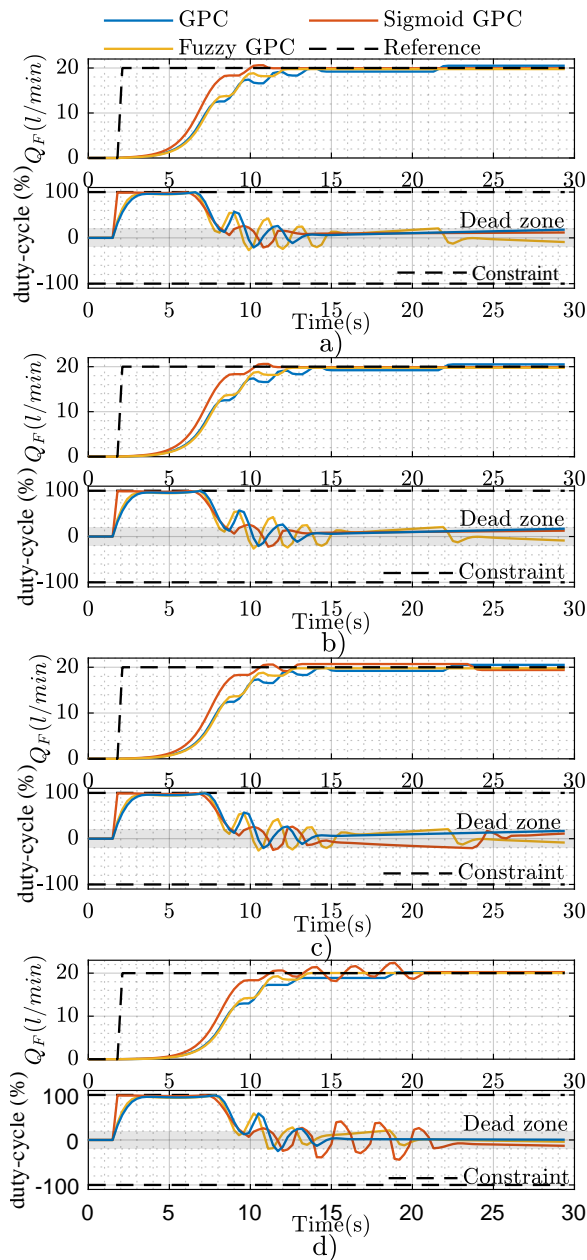 GPC Sigmoid GPC
Fuzzy GPC Reference
Q_F (l/min)
20
10
0
0 5 10 15 20 25 30
duty-cycle (%)
100
0
-100
Dead zone
Constraint
0 5 10 15 20 25 30
Time(s)
a)
Q_F (l/min)
20
10
0
0 5 10 15 20 25 30
duty-cycle (%)
100
0
-100
Dead zone
Constraint
0 5 10 15 20 25 30
Time(s)
b)
Q_F (l/min)
20
10
0
0 5 10 15 20 25 30
duty-cycle (%)
100
0
-100
Dead zone
Constraint
0 5 10 15 20 25 30
Time(s)
c)
Q_F (l/min)
20
10
0
0 5 10 15 20 25 30
duty-cycle (%)
100
0
-100
Dead zone
Constraint
0 5 10 15 20 25 30
Time(s)
d)